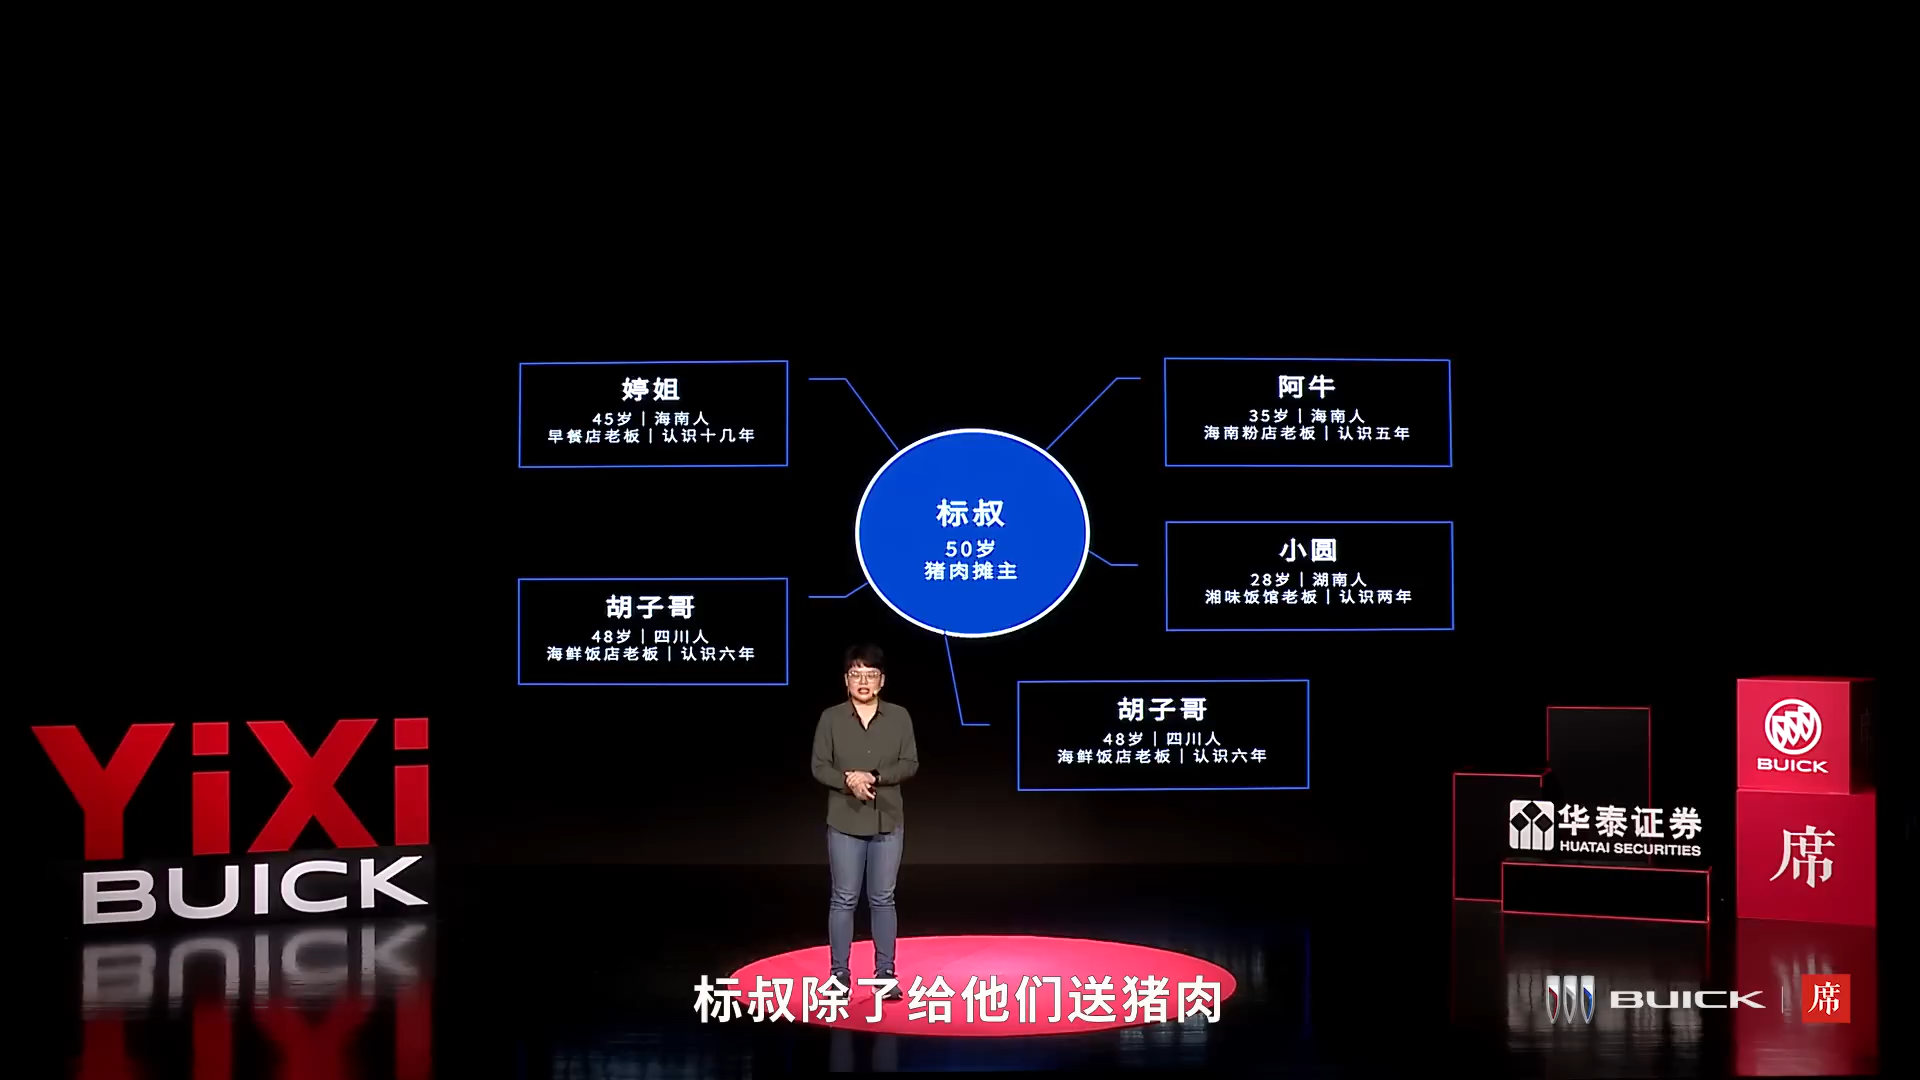 婷姐
45岁 | 海南人
早餐店老板 | 认识十几年
阿牛
35岁 | 海南人
海南粉店老板 | 认识五年
标叔
50岁
猪肉摊主
小圆
28岁 | 湖南人
湘味饭馆老板 | 认识两年
胡子哥
48岁 | 四川人
海鲜饭店老板 | 认识六年
胡子哥
48岁 | 四川人
海鲜饭店老板 | 认识六年
YiXi
BUICK
BUICK
华泰证券
HUATAI SECURITIES
席
标叔除了给他们送猪肉
BUICK | 席